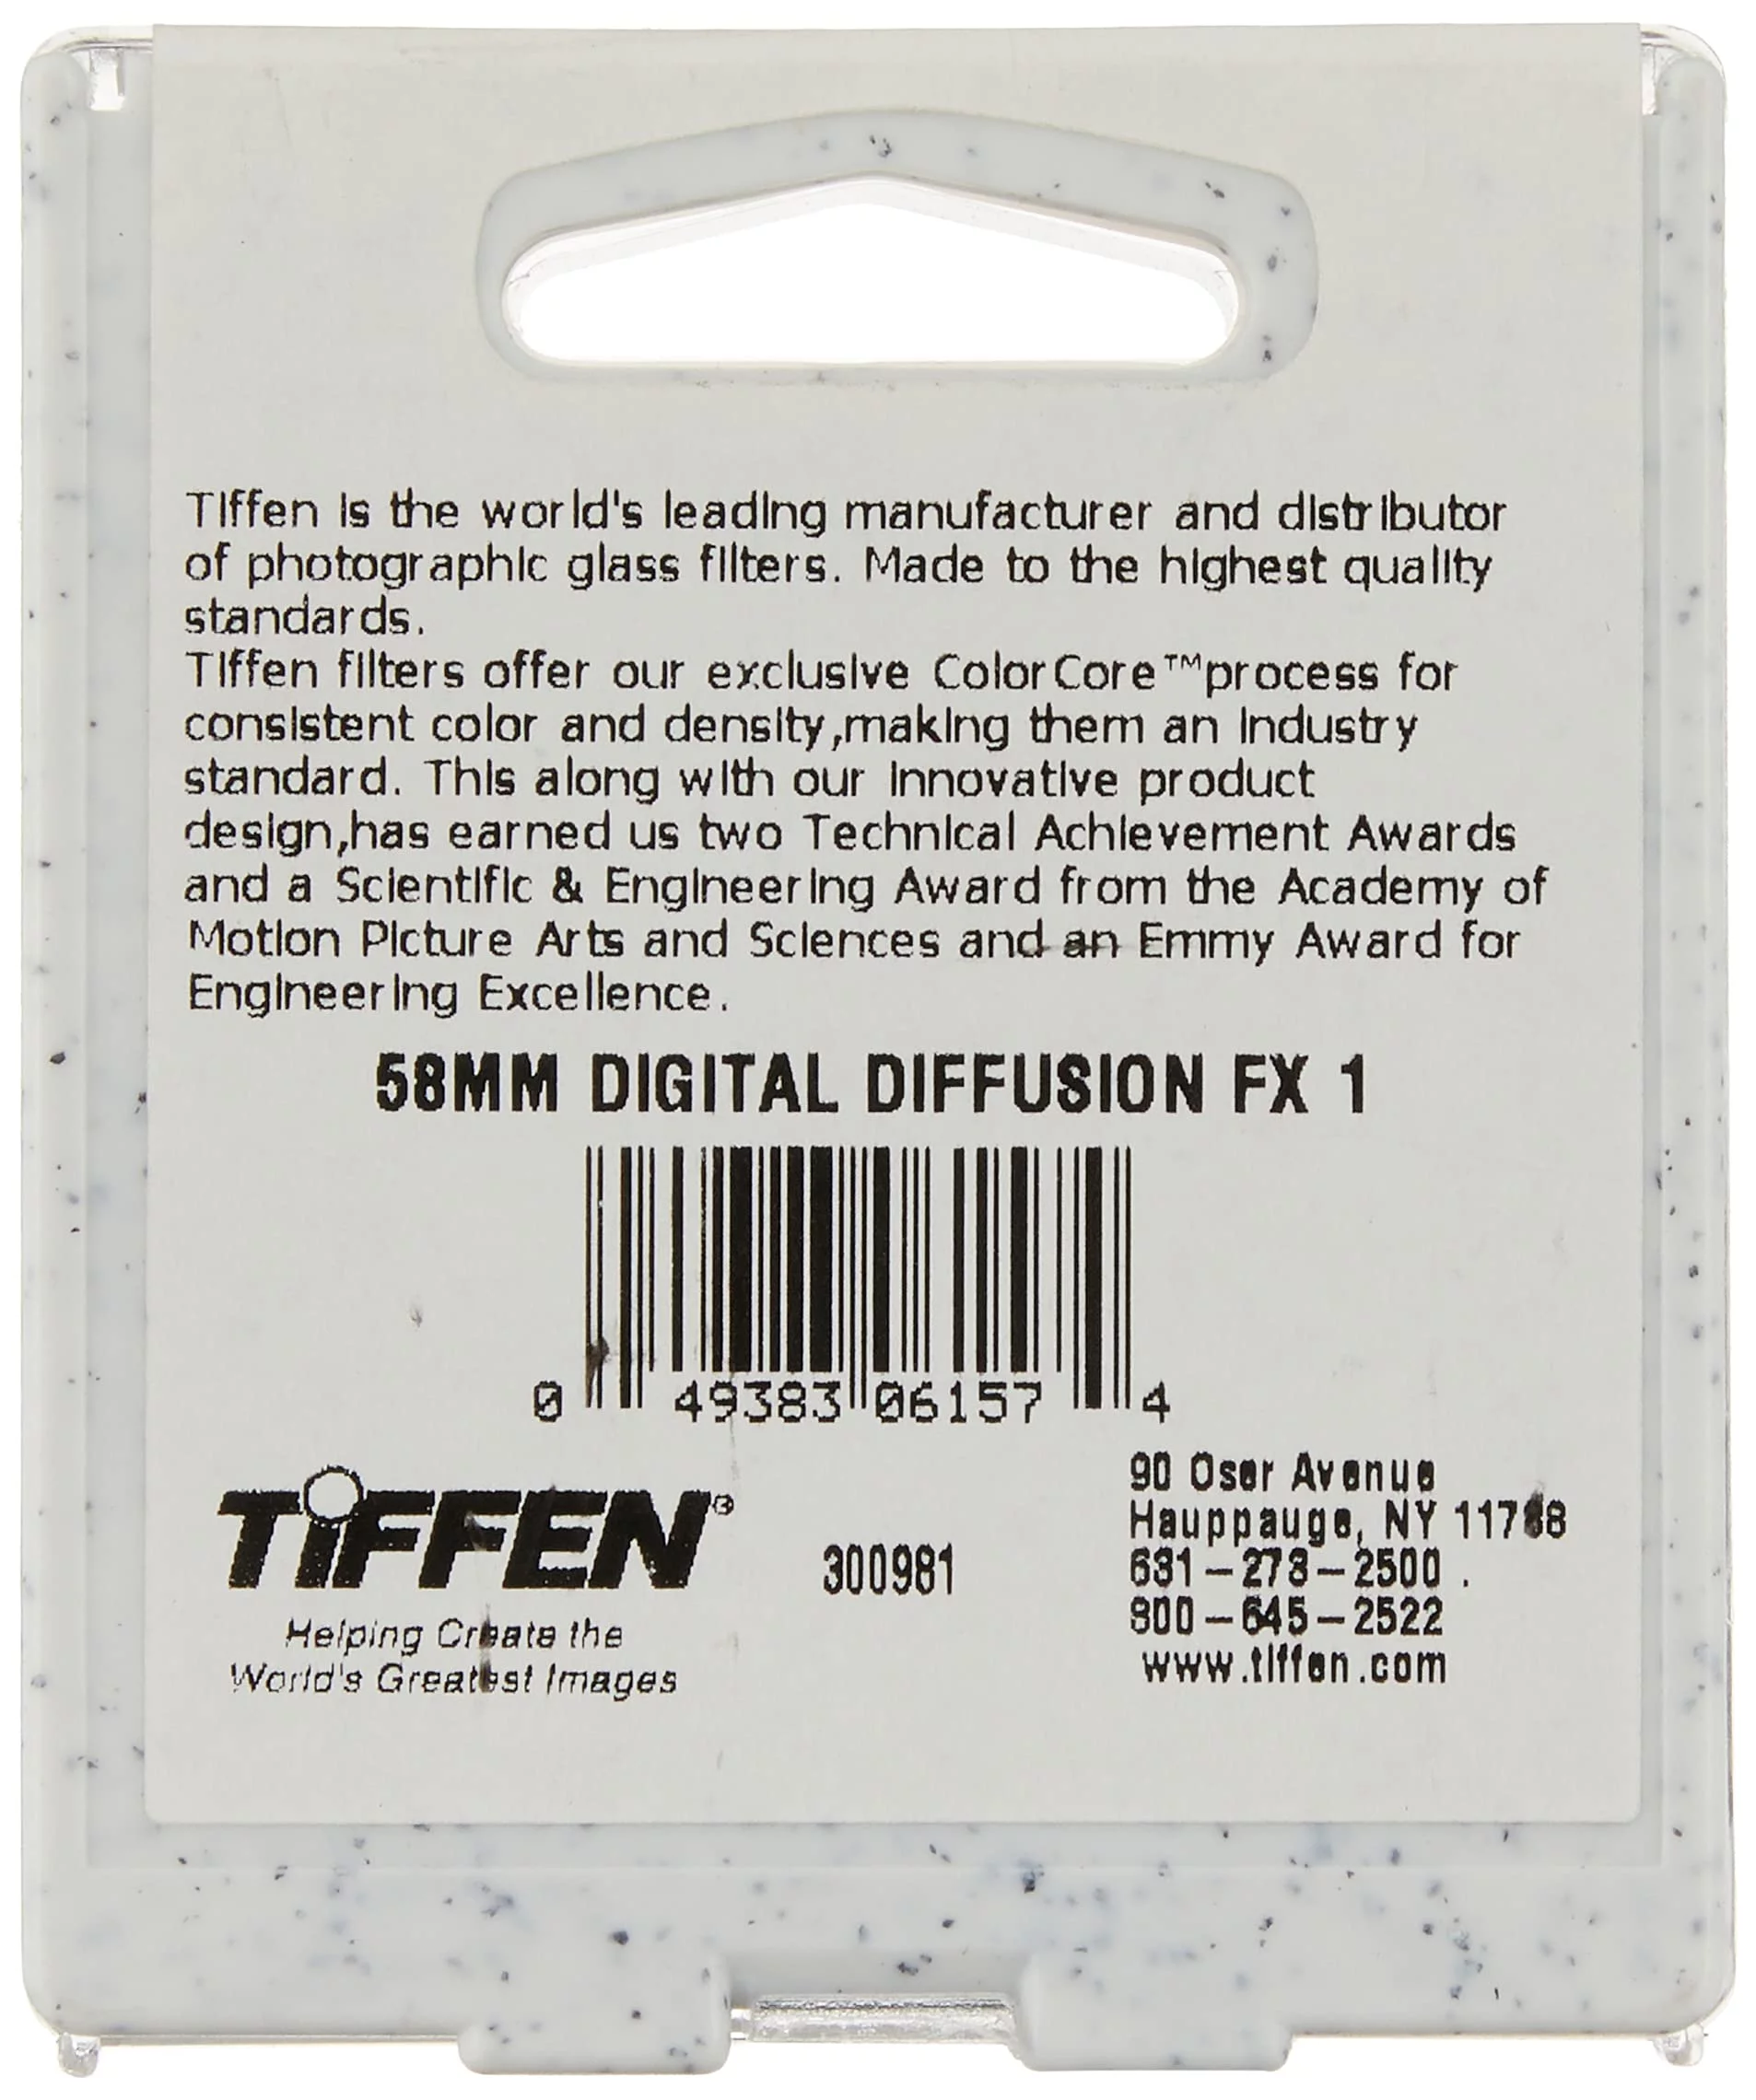 Tiffen is the world's leading manufacturer and distributor
of photographic glass filters. Made to the highest quality
standards.
Tiffen filters offer our exclusive ColorCore™process for
consistent color and density,making them an industry
standard. This along with our innovative product
design,has earned us two Technical Achievement Awards
and a Scientific & Engineering Award from the Academy of
Motion Picture Arts and Sciences and an Emmy Award for
Engineering Excellence.
58MM DIGITAL DIFFUSION FX 1
0 49383 06157 4
TiFFEN®
Helping Create the
World's Greatest Images
300981
90 Oser Avenue
Hauppauge, NY 11788
631-273-2500 .
800-645-2522
www.tiffen.com